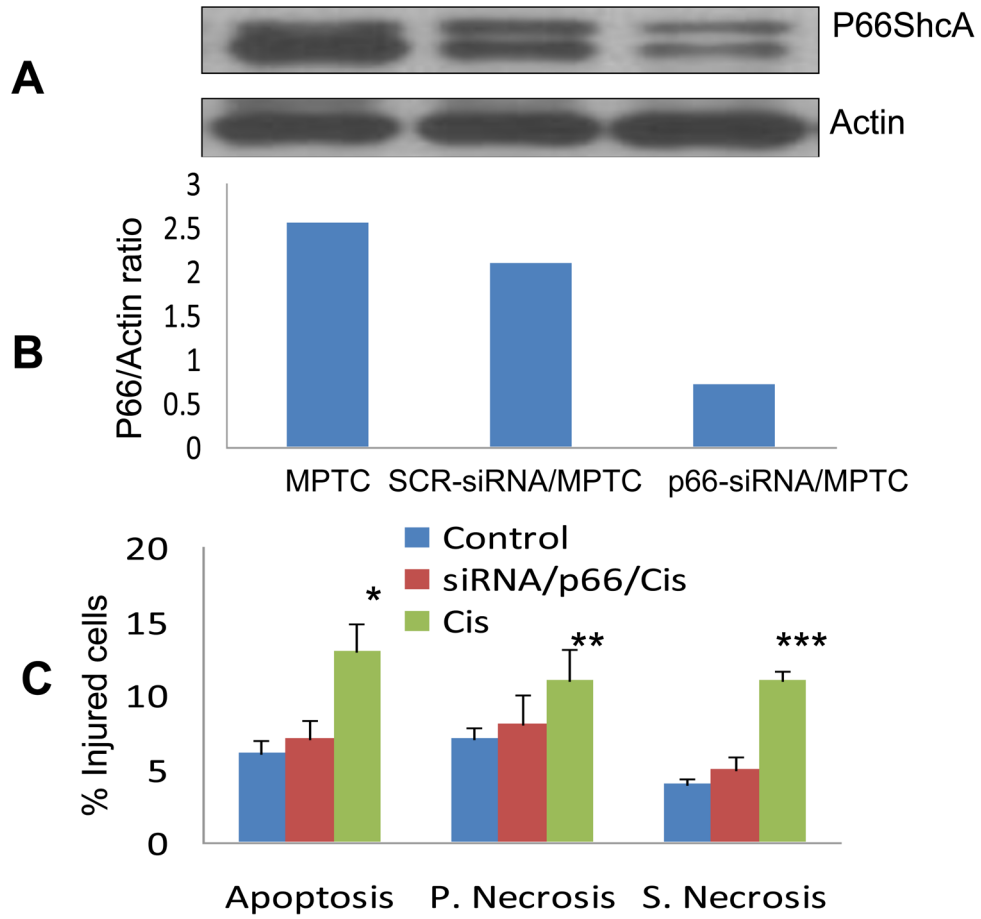 P66ShcA
A
Actin
P66/Actin ratio
3
2.5
2
1.5
1
0.5
0
B
MPTC SCR-siRNA/MPTC p66-siRNA/MPTC
Control
siRNA/p66/Cis
Cis
% Injured cells
20
15
10
5
0
C
*
**
***
Apoptosis P. Necrosis S. Necrosis